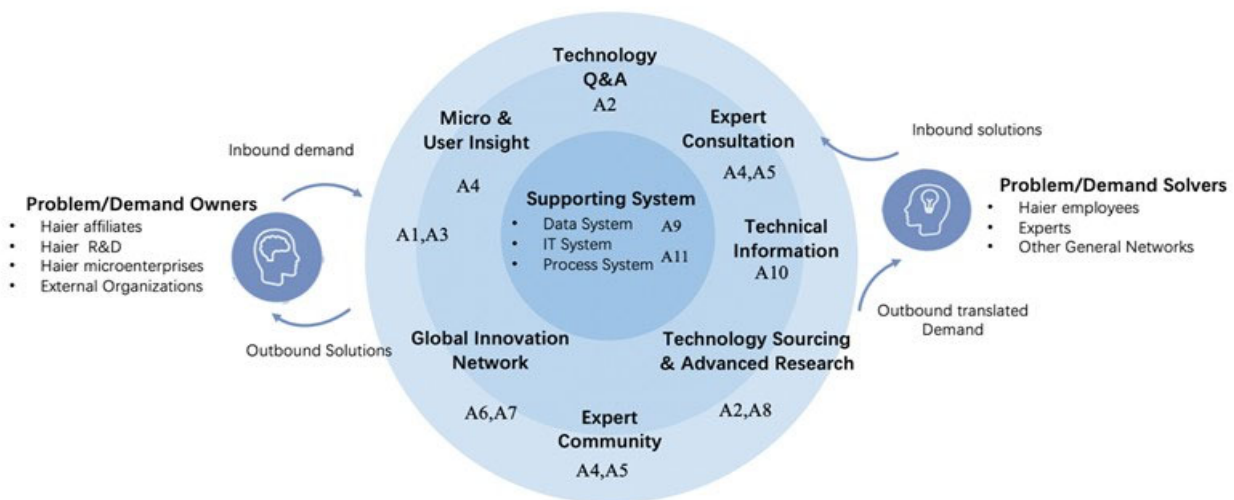 Technology
Q&A
A2
Micro &
User Insight
A4
A1,A3
Expert
Consultation
A4,A5
Inbound demand
Inbound solutions
Problem/Demand Owners
• Haier affiliates
• Haier R&D
• Haier microenterprises
• External Organizations
Supporting System
• Data System A9
• IT System
• Process System A11
Technical
Information
A10
Problem/Demand Solvers
• Haier employees
• Experts
• Other General Networks
Outbound Solutions
Outbound translated
Demand
Global Innovation
Network
A6,A7
Technology Sourcing
& Advanced Research
A2,A8
Expert
Community
A4,A5